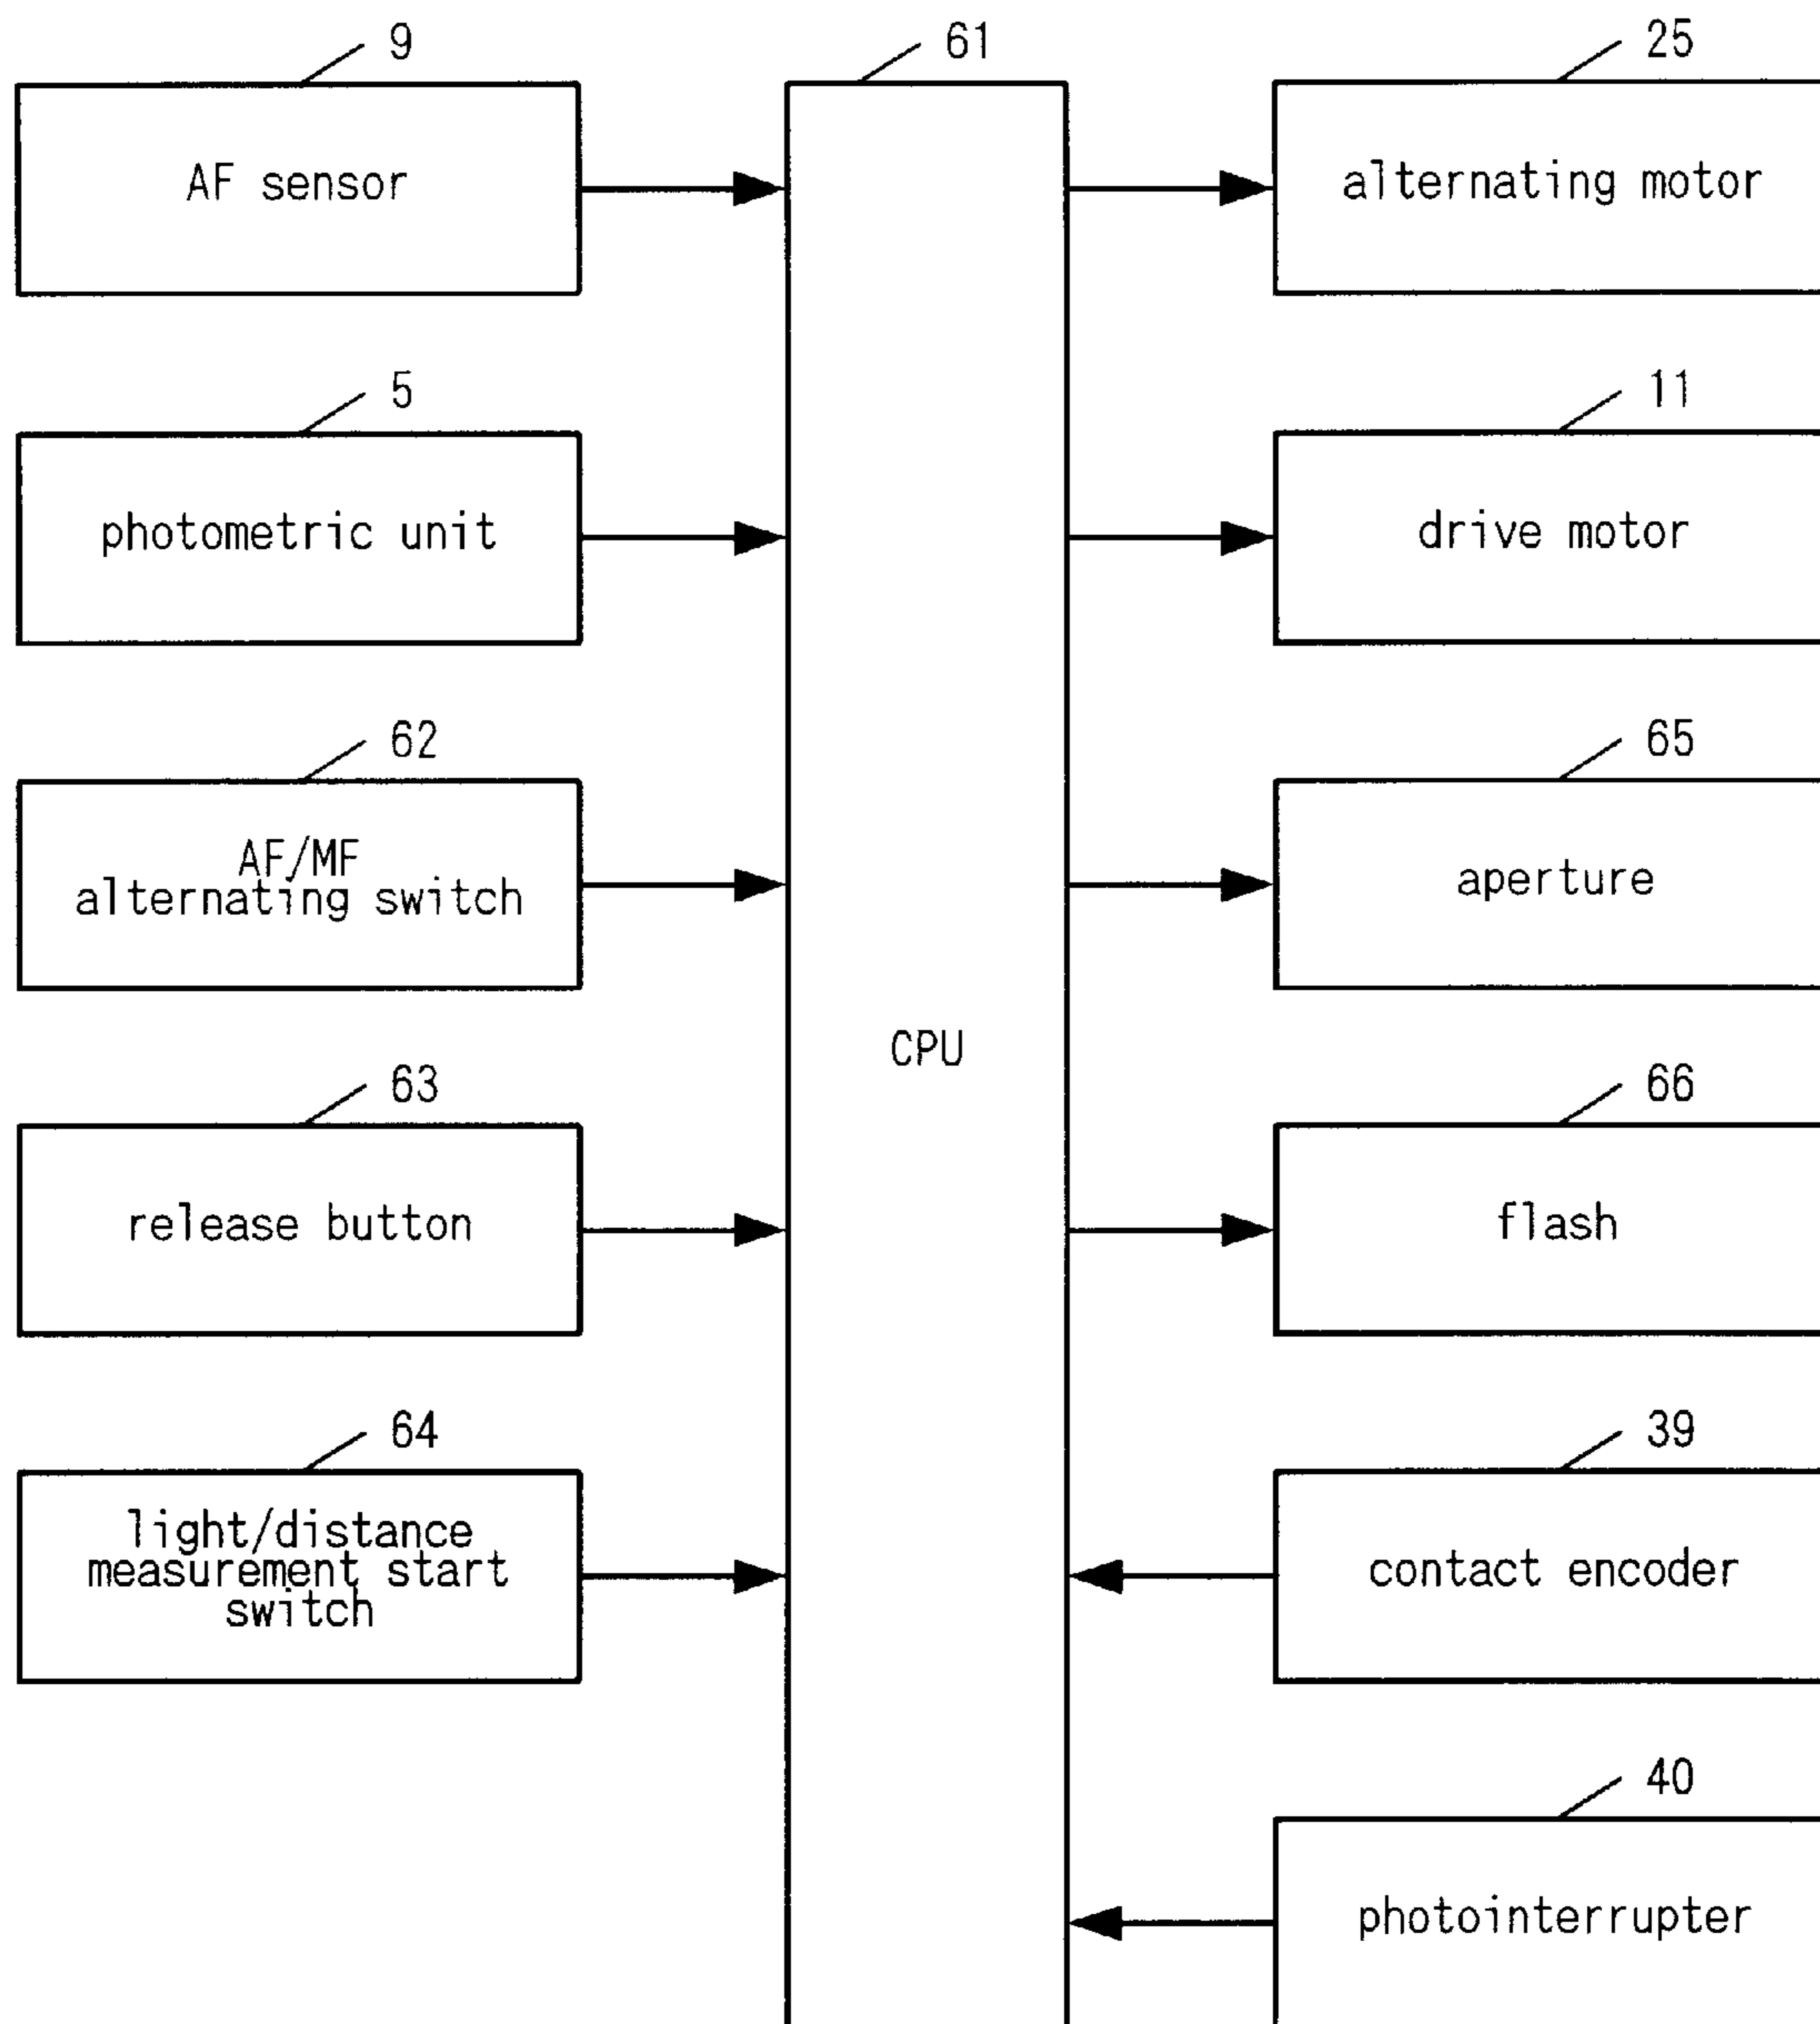 9
AF sensor
5
photometric unit
62
AF/MF
alternating switch
63
release button
64
light/distance
measurement start
switch
61
CPU
25
alternating motor
11
drive motor
65
aperture
66
flash
39
contact encoder
40
photointerrupter